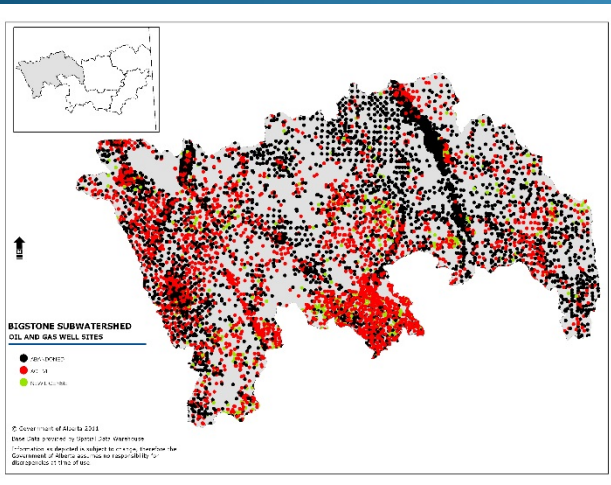 BIGSTONE SUBWATERSHED
OIL AND GAS WELL SITES
ABANDONED
ACTIVE
© Government of Alberta 2011
Base Data provided by Spatial Data Warehouse
Information as depicted is subject to change, therefore the
Government of Alberta assumes no responsibility for
discrepancies at time of use